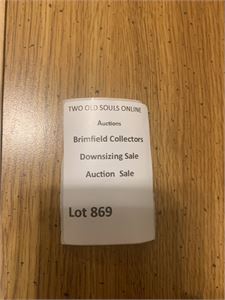 TWO OLD SOULS ONLINE
Auctions
Brimfield Collectors
Downsizing Sale
Auction Sale
Lot 869